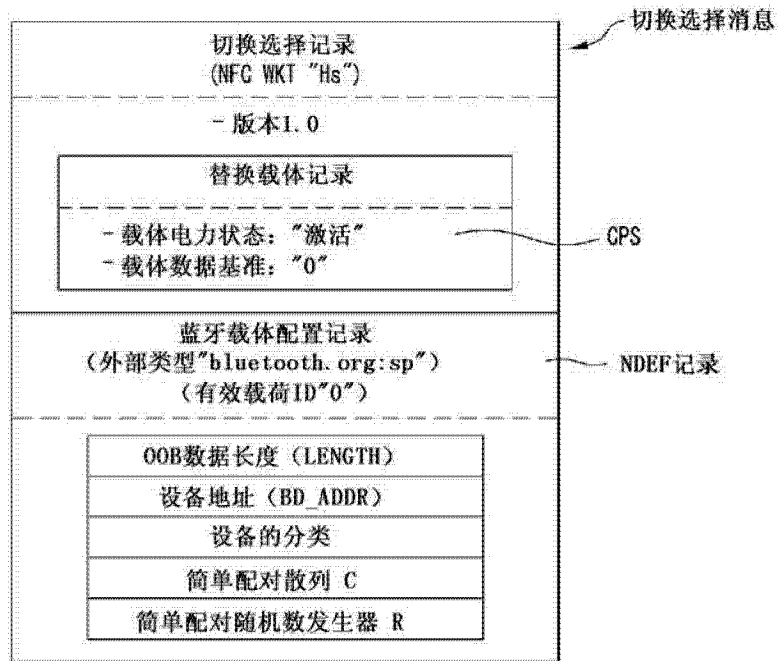 切换选择消息
切换选择记录
(NFC WKT "Hs")
- 版本1.0
替换载体记录
- 载体电力状态："激活"
- 载体数据基准："0"
CPS
蓝牙载体配置记录
（外部类型"bluetooth.org:sp"）
（有效载荷ID"0"）
NDEF记录
OOB数据长度（LENGTH）
设备地址（BD_ADDR）
设备的分类
简单配对散列 C
简单配对随机数发生器 R